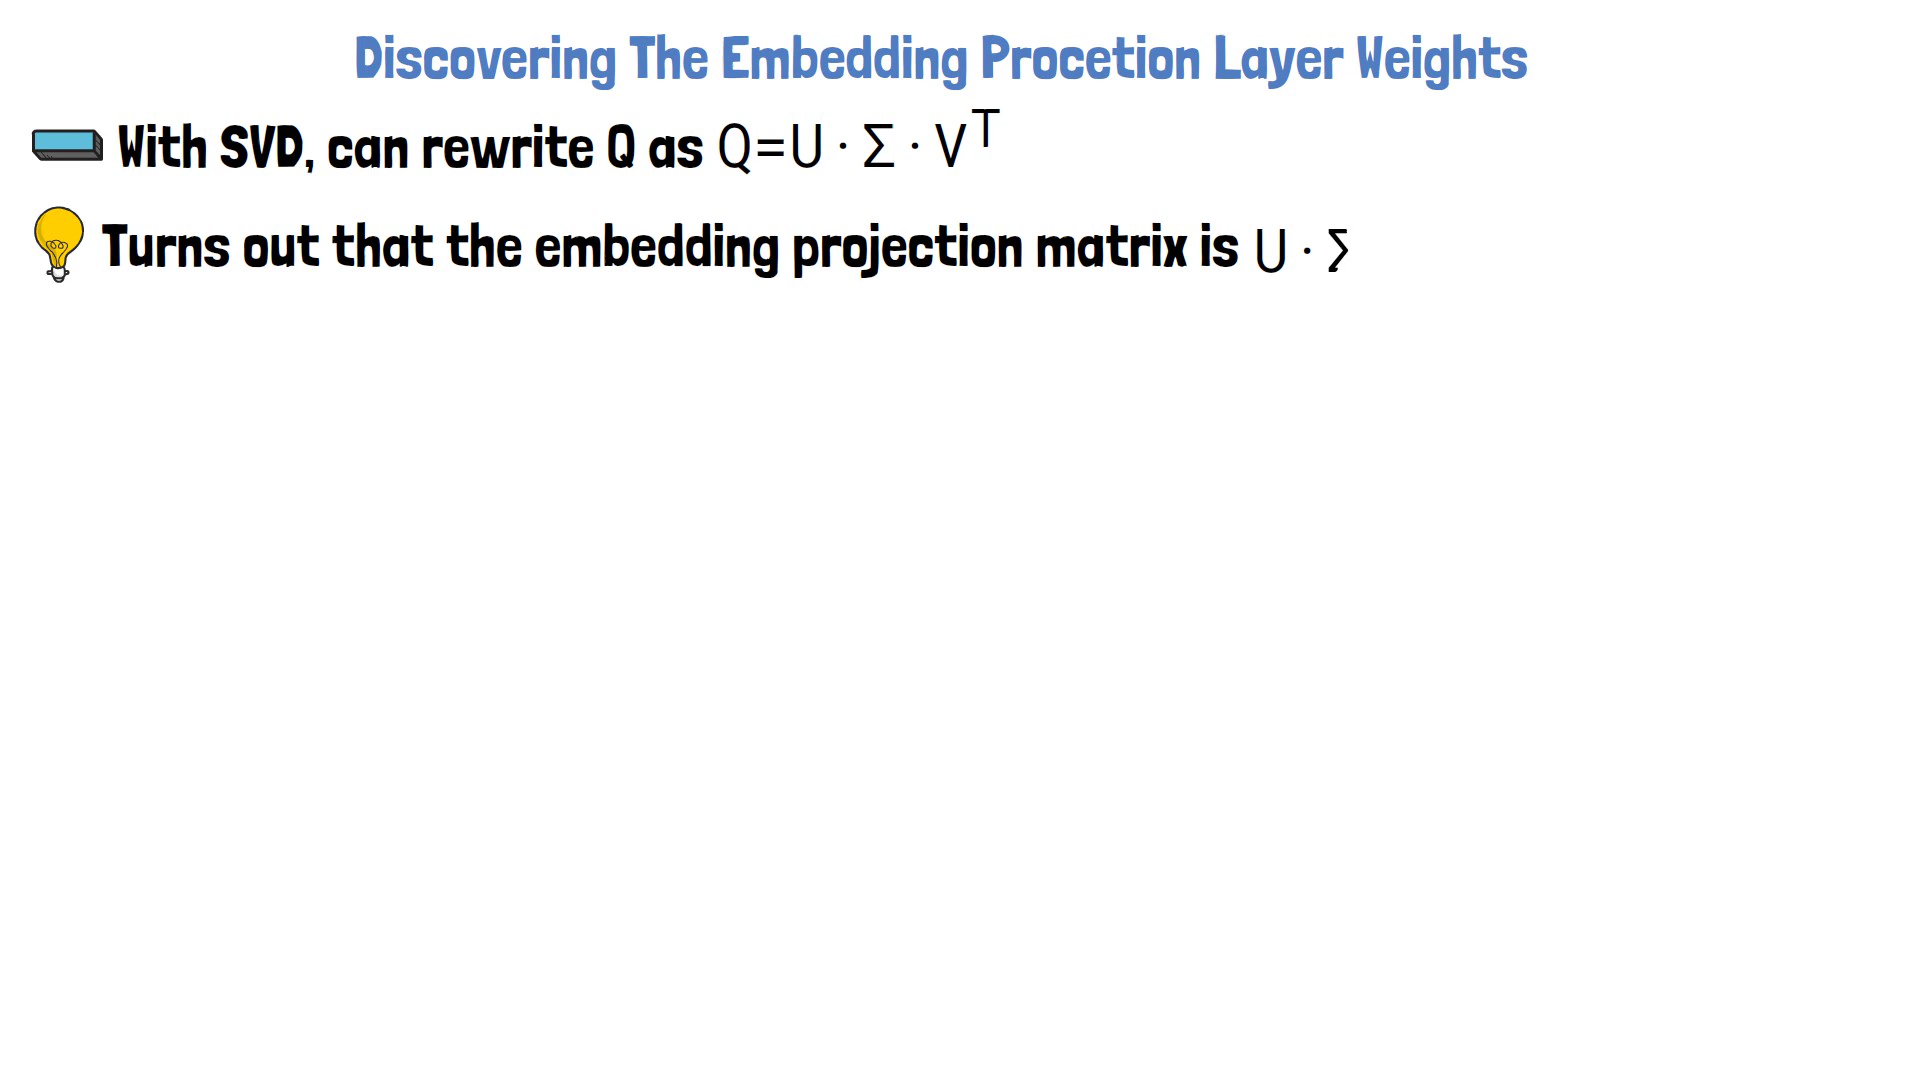 Discovering The Embedding Procetion Layer Weights
With SVD, can rewrite Q as Q=U · Σ · V^T
Turns out that the embedding projection matrix is U · Σ